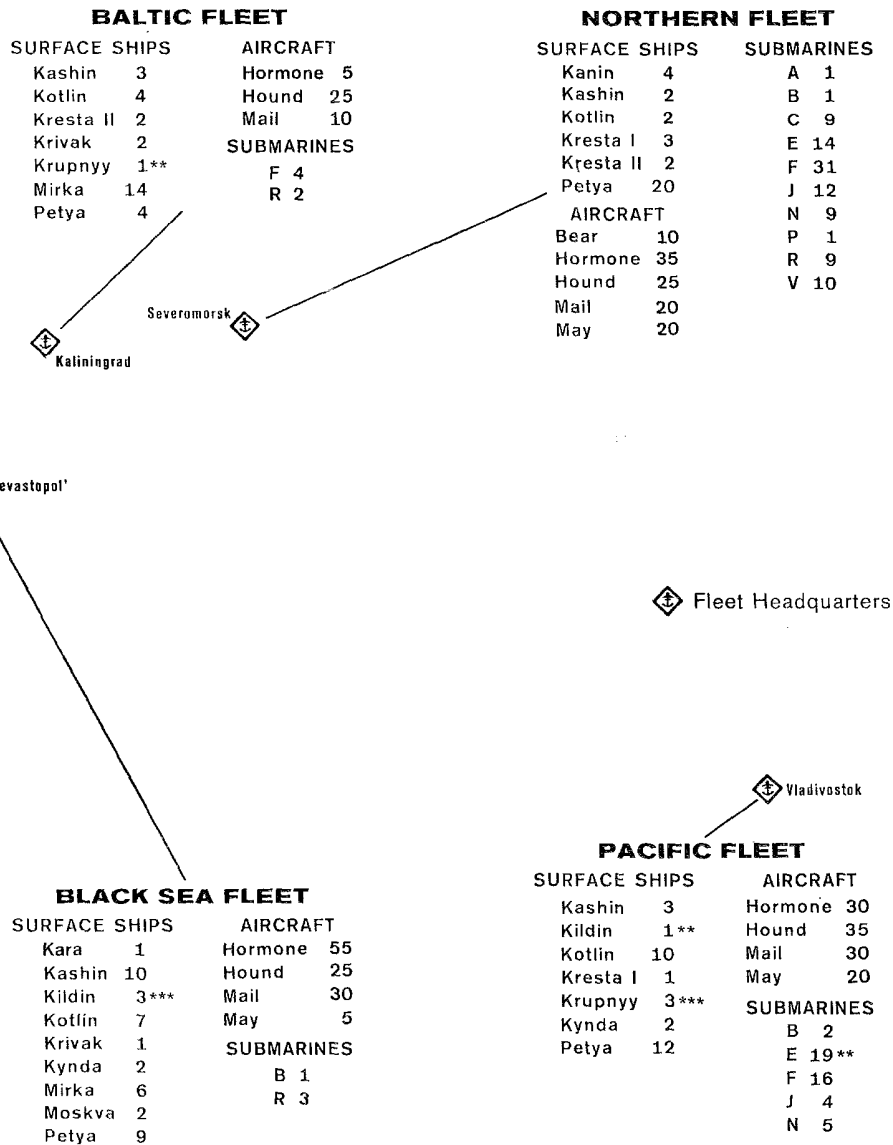 BALTIC FLEET
SURFACE SHIPS
Kashin 3
Kotlin 4
Kresta II 2
Krivak 2
Krupnyy 1**
Mirka 14
Petya 4
AIRCRAFT
Hormone 5
Hound 25
Mail 10
SUBMARINES
F 4
R 2
NORTHERN FLEET
SURFACE SHIPS
Kanin 4
Kashin 2
Kotlin 2
Kresta I 3
Kresta II 2
Petya 20
AIRCRAFT
Bear 10
Hormone 35
Hound 25
Mail 20
May 20
SUBMARINES
A 1
B 1
C 9
E 14
F 31
J 12
N 9
P 1
R 9
V 10
Severomorsk
Kaliningrad
evastopol'
Fleet Headquarters
Vladivostok
BLACK SEA FLEET
SURFACE SHIPS
Kara 1
Kashin 10
Kildin 3***
Kotlin 7
Krivak 1
Kynda 2
Mirka 6
Moskva 2
Petya 9
AIRCRAFT
Hormone 55
Hound 25
Mail 30
May 5
SUBMARINES
B 1
R 3
PACIFIC FLEET
SURFACE SHIPS
Kashin 3
Kildin 1**
Kotlin 10
Kresta I 1
Krupnyy 3***
Kynda 2
Petya 12
AIRCRAFT
Hormone 30
Hound 35
Mail 30
May 20
SUBMARINES
B 2
E 19**
F 16
J 4
N 5